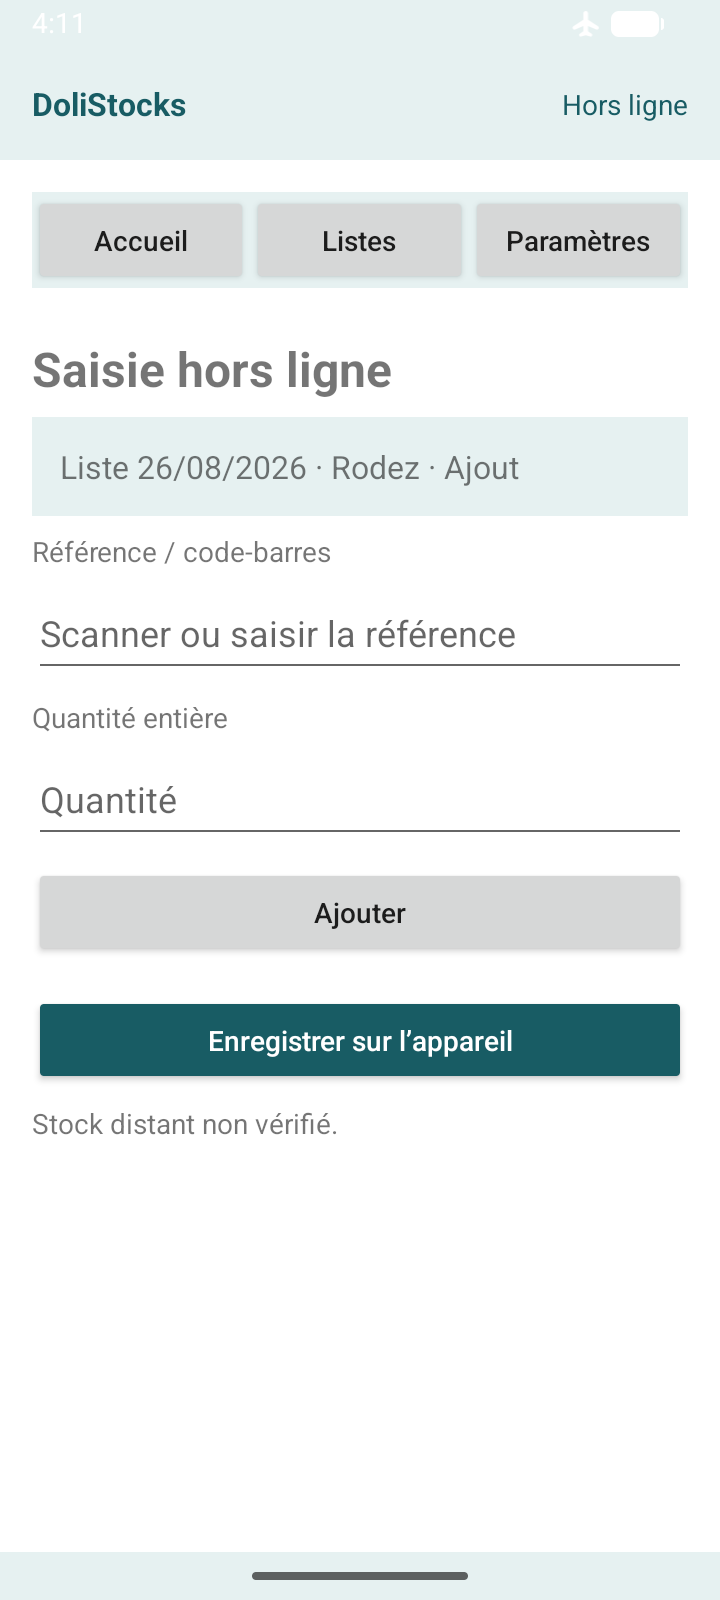 4:11
DoliStocks
Hors ligne
Accueil
Listes
Paramètres
Saisie hors ligne
Liste 26/08/2026 · Rodez · Ajout
Référence / code-barres
Scanner ou saisir la référence
Quantité entière
Quantité
Ajouter
Enregistrer sur l’appareil
Stock distant non vérifié.